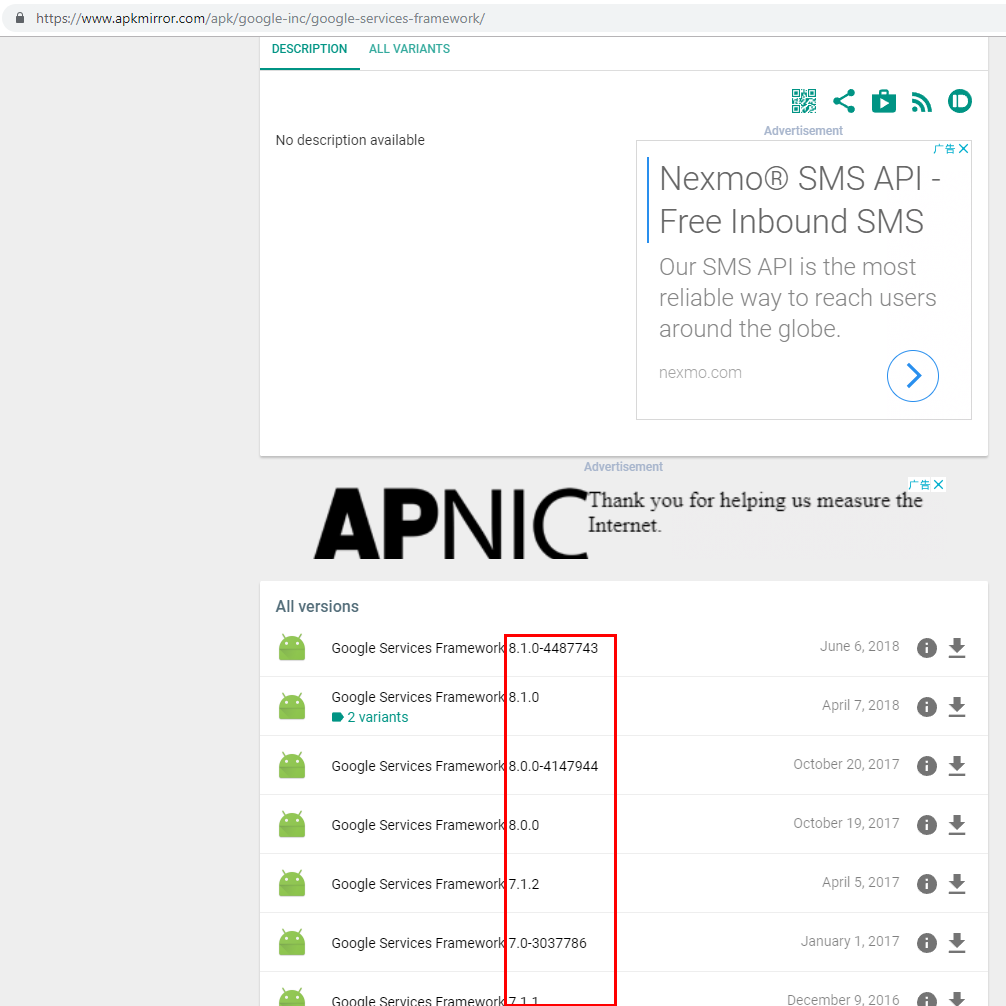 https://www.apkmirror.com/apk/google-inc/google-services-framework/
DESCRIPTION
ALL VARIANTS
No description available
Advertisement
广告
Nexmo® SMS API -
Free Inbound SMS
Our SMS API is the most
reliable way to reach users
around the globe.
nexmo.com
Advertisement
广告
APNIC
Thank you for helping us measure the
Internet.
All versions
Google Services Framework 8.1.0-4487743 June 6, 2018
Google Services Framework 8.1.0 April 7, 2018
2 variants
Google Services Framework 8.0.0-4147944 October 20, 2017
Google Services Framework 8.0.0 October 19, 2017
Google Services Framework 7.1.2 April 5, 2017
Google Services Framework 7.0-3037786 January 1, 2017
Google Services Framework 7.1.1 December 9, 2016